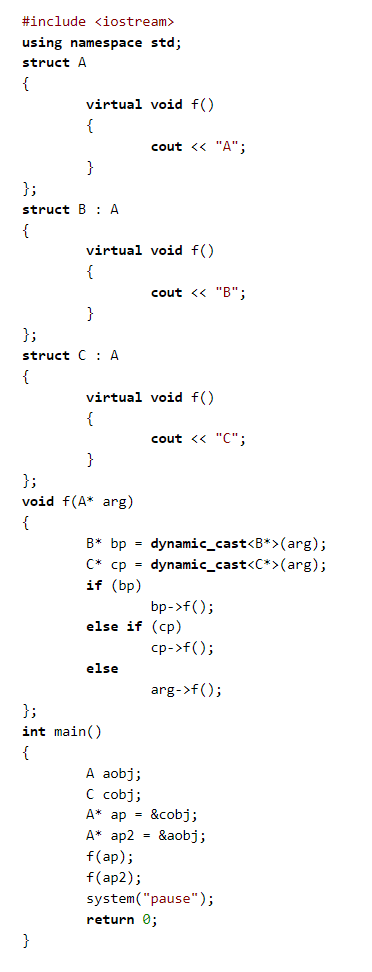 #include <iostream>
using namespace std;
struct A
{
        virtual void f()
        {
                cout << "A";
        }
};
struct B : A
{
        virtual void f()
        {
                cout << "B";
        }
};
struct C : A
{
        virtual void f()
        {
                cout << "C";
        }
};
void f(A* arg)
{
        B* bp = dynamic_cast<B*>(arg);
        C* cp = dynamic_cast<C*>(arg);
        if (bp)
                bp->f();
        else if (cp)
                cp->f();
        else
                arg->f();
};
int main()
{
        A aobj;
        C cobj;
        A* ap = &cobj;
        A* ap2 = &aobj;
        f(ap);
        f(ap2);
        system("pause");
        return 0;
}